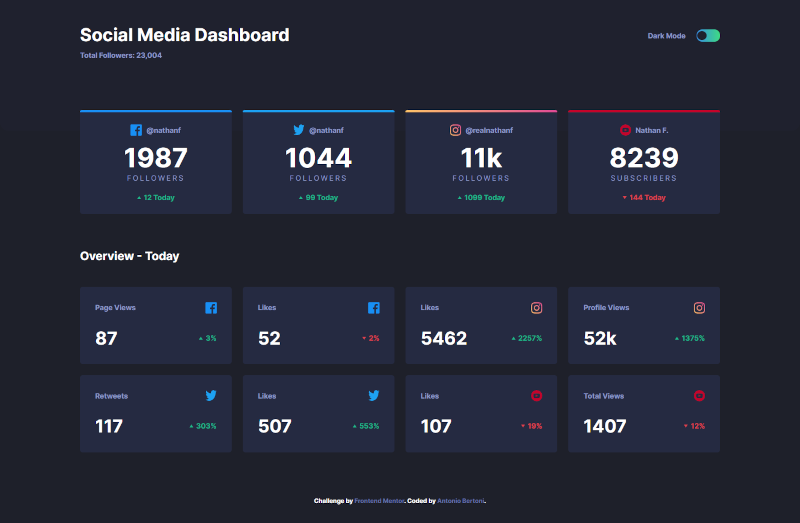 Social Media Dashboard
Dark Mode
Total Followers: 23,004
@nathanf
1987
FOLLOWERS
12 Today
@nathanf
1044
FOLLOWERS
99 Today
@realnathanf
11k
FOLLOWERS
1099 Today
Nathan F.
8239
SUBSCRIBERS
144 Today
Overview - Today
Page Views
87
3%
Likes
52
2%
Likes
5462
2257%
Profile Views
52k
1375%
Retweets
117
303%
Likes
507
553%
Likes
107
19%
Total Views
1407
12%
Challenge by Frontend Mentor. Coded by Antonio Bertoni.